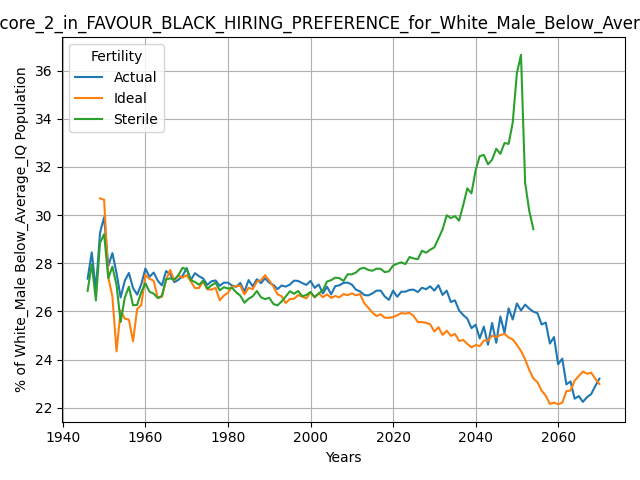 core_2_in_FAVOUR_BLACK_HIRING_PREFERENCE_for_White_Male_Below_Aver
Fertility
Actual
Ideal
Sterile
% of White_Male Below_Average_IQ Population
36
34
32
30
28
26
24
22
1940 1960 1980 2000 2020 2040 2060
Years